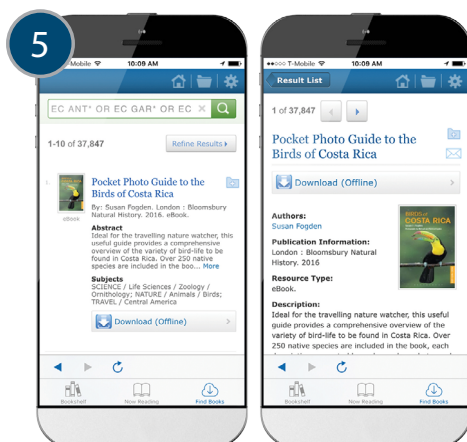 5
Mobile
10:09 AM
EC ANT* OR EC GAR* OR EC
1-10 of 37,847
Refine Results
Pocket Photo Guide to the
Birds of Costa Rica
By: Susan Fogden. London : Bloomsbury
Natural History. 2016. eBook.
eBook
Abstract
Ideal for the travelling nature watcher, this
useful guide provides a comprehensive
overview of the variety of bird-life to be
found in Costa Rica. Over 250 native
species are included in the boo... More
Subjects
SCIENCE / Life Sciences / Zoology /
Ornithology; NATURE / Animals / Birds;
TRAVEL / Central America
Download (Offline)
Bookshelf
Now Reading
Find Books
T-Mobile
10:09 AM
Result List
1 of 37,847
Pocket Photo Guide to the
Birds of Costa Rica
Download (Offline)
Authors:
Susan Fogden
Publication Information:
London : Bloomsbury Natural
History. 2016
Resource Type:
eBook.
BIRDS OF
COSTA RICA
Description:
Ideal for the travelling nature watcher, this useful
guide provides a comprehensive overview of the
variety of bird-life to be found in Costa Rica. Over
250 native species are included in the book, each
Bookshelf
Now Reading
Find Books